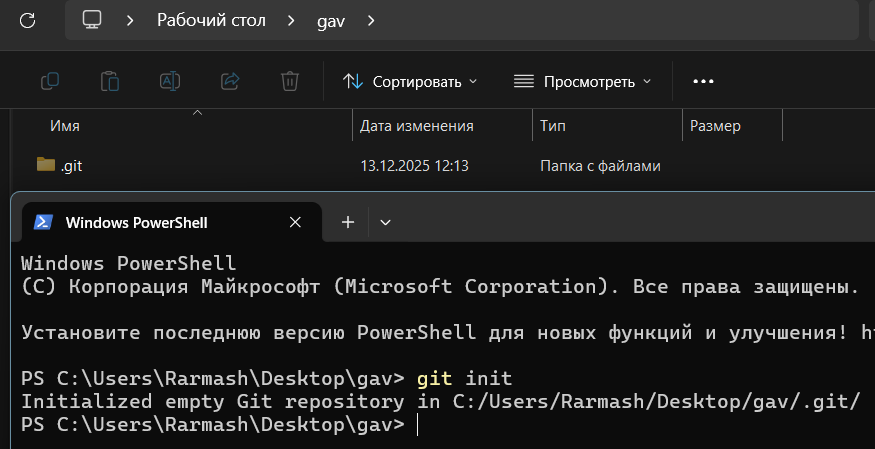 Рабочий стол > gav >
Сортировать Просмотреть •••
Имя Дата изменения Тип Размер
.git 13.12.2025 12:13 Папка с файлами
Windows PowerShell
Windows PowerShell
(C) Корпорация Майкрософт (Microsoft Corporation). Все права защищены.
Установите последнюю версию PowerShell для новых функций и улучшения! h
PS C:\Users\Rarmash\Desktop\gav> git init
Initialized empty Git repository in C:/Users/Rarmash/Desktop/gav/.git/
PS C:\Users\Rarmash\Desktop\gav>